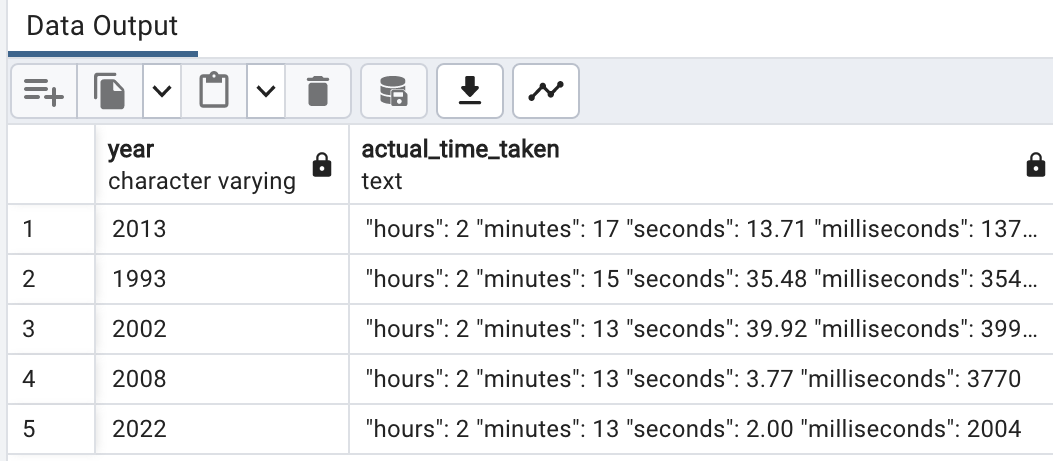 Data Output
year
character varying
actual_time_taken
text
1 2013 "hours": 2 "minutes": 17 "seconds": 13.71 "milliseconds": 137...
2 1993 "hours": 2 "minutes": 15 "seconds": 35.48 "milliseconds": 354...
3 2002 "hours": 2 "minutes": 13 "seconds": 39.92 "milliseconds": 399...
4 2008 "hours": 2 "minutes": 13 "seconds": 3.77 "milliseconds": 3770
5 2022 "hours": 2 "minutes": 13 "seconds": 2.00 "milliseconds": 2004